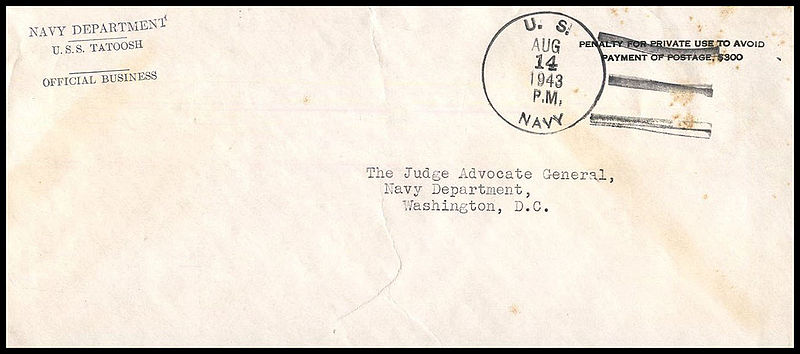 NAVY DEPARTMENT
U.S.S. TATOOSH
OFFICIAL BUSINESS
U. S.
AUG
14
1943
P.M.
NAVY
PENALTY FOR PRIVATE USE TO AVOID
PAYMENT OF POSTAGE, $300
The Judge Advocate General,
Navy Department,
Washington, D.C.